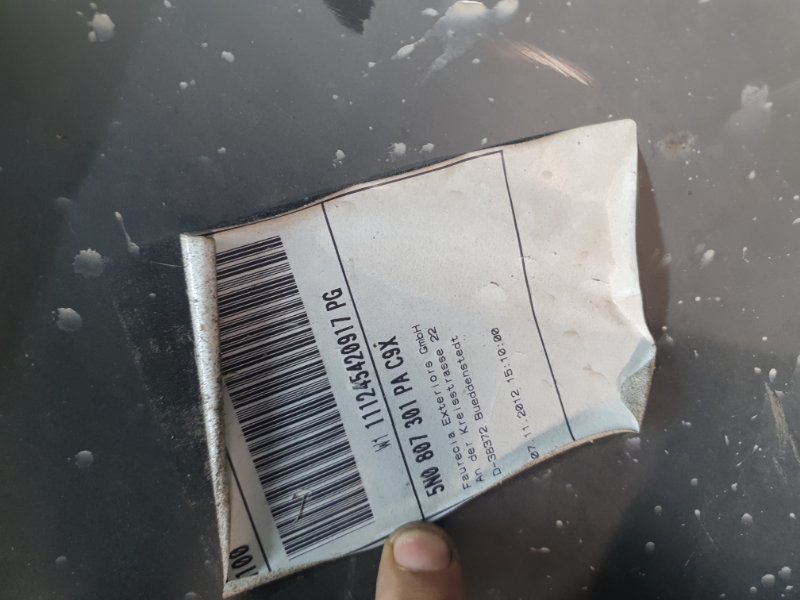 /100
WH 111245420917 PG
5N0 807 301 PA C9X
Faurecia Exteriors GmbH
An der Kreisstrasse 22
D-38372 Bueddenstedt
07.11.2012 15:10:00